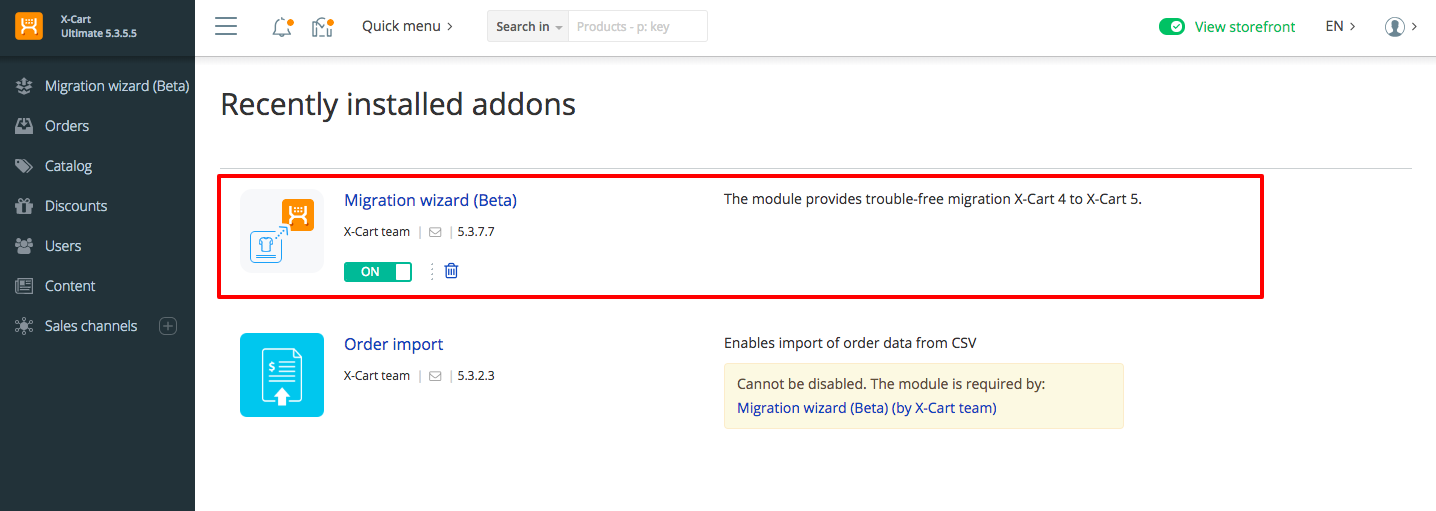 X-Cart
Ultimate 5.3.5.5
Quick menu
Search in
Products - p: key
View storefront
EN
Migration wizard (Beta)
Orders
Catalog
Discounts
Users
Content
Sales channels
Recently installed addons
Migration wizard (Beta)
The module provides trouble-free migration X-Cart 4 to X-Cart 5.
X-Cart team | | 5.3.7.7
ON
Order import
Enables import of order data from CSV
X-Cart team | | 5.3.2.3
Cannot be disabled. The module is required by:
Migration wizard (Beta) (by X-Cart team)
$